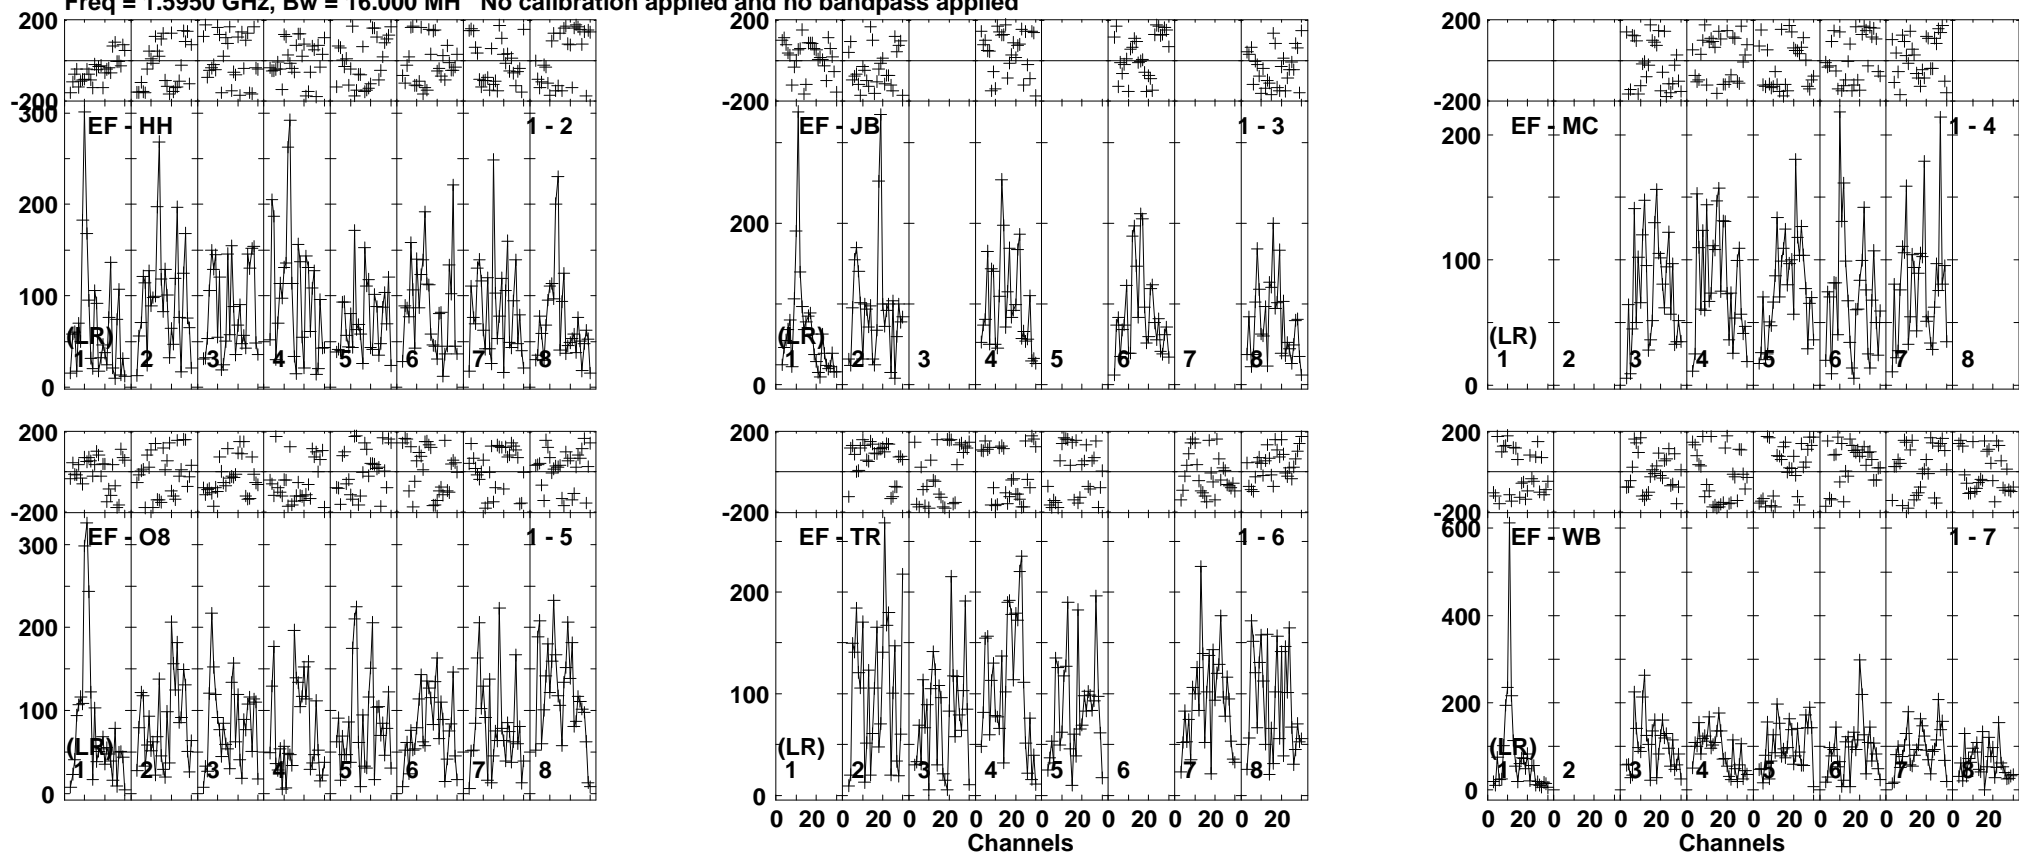 Freq = 1.5950 GHz, Bw = 16.000 MH No calibration applied and no bandpass applied
200
-200
300
200
100
0
EF - HH
1 - 2
(LR)
1 2 3 4 5 6 7 8
200
-200
200
0
EF - JB
1 - 3
(LR)
1 2 3 4 5 6 7 8
200
-200
200
100
0
EF - MC
1 - 4
(LR)
1 2 3 4 5 6 7 8
200
-200
300
200
100
0
EF - O8
1 - 5
(LR)
1 2 3 4 5 6 7 8
200
-200
200
100
0
EF - TR
1 - 6
(LR)
1 2 3 4 5 6 7 8
0 20 0 20 0 20 0 20 0 20 0 20 0 20 0 20
Channels
200
-200
600
400
200
0
EF - WB
1 - 7
(LR)
1 2 3 4 5 6 7 8
0 20 0 20 0 20 0 20 0 20 0 20 0 20 0 20
Channels